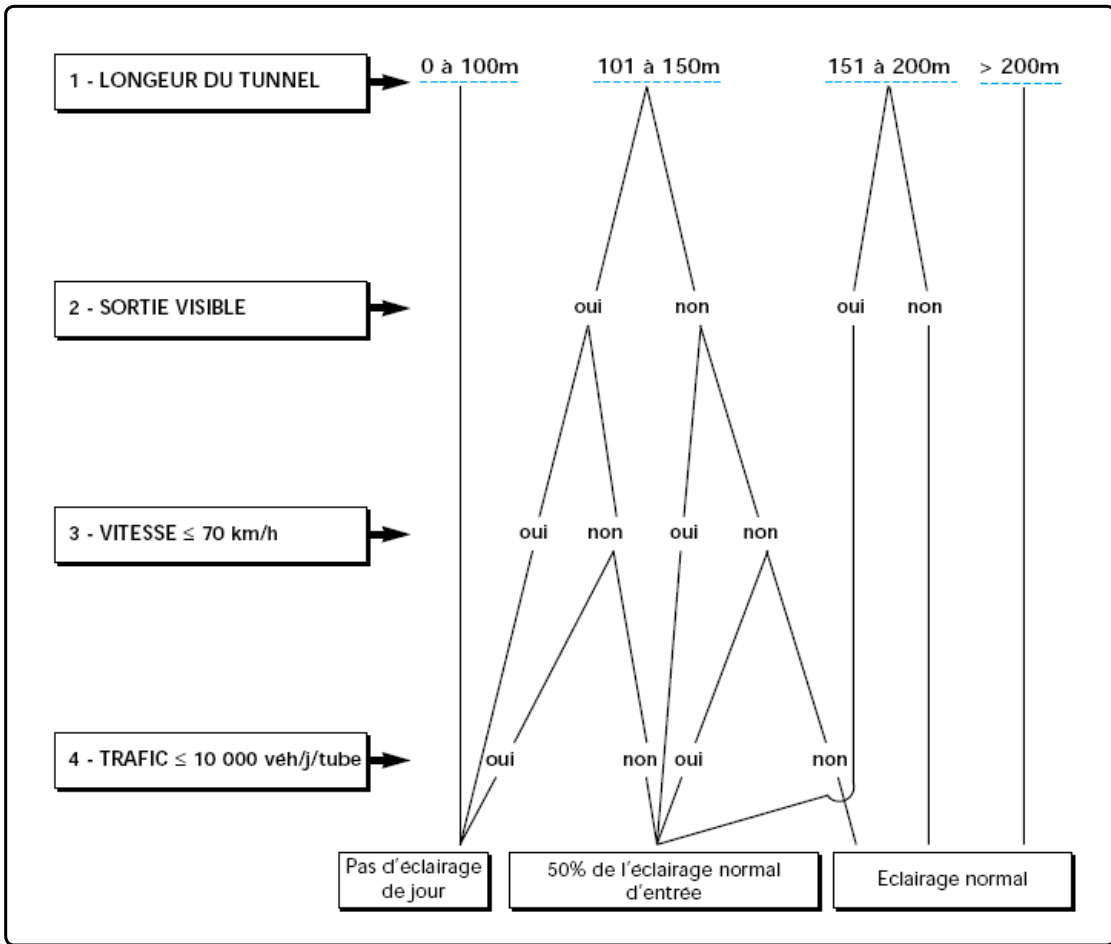 1 - LONGEUR DU TUNNEL
0 à 100m 101 à 150m 151 à 200m > 200m
2 - SORTIE VISIBLE
oui non oui non
3 - VITESSE ≤ 70 km/h
oui non oui non
4 - TRAFIC ≤ 10 000 véh/j/tube
oui non oui non
Pas d'éclairage
de jour
50% de l'éclairage normal
d'entrée
Eclairage normal